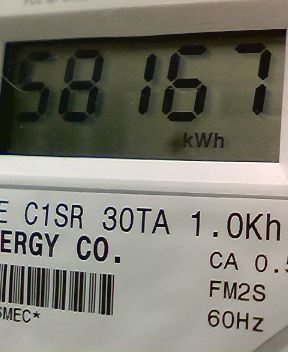 58167
kWh
E C1SR 30TA 1.0Kh
ERGY CO.
CA 0.5
FM2S
SMEC*
60Hz